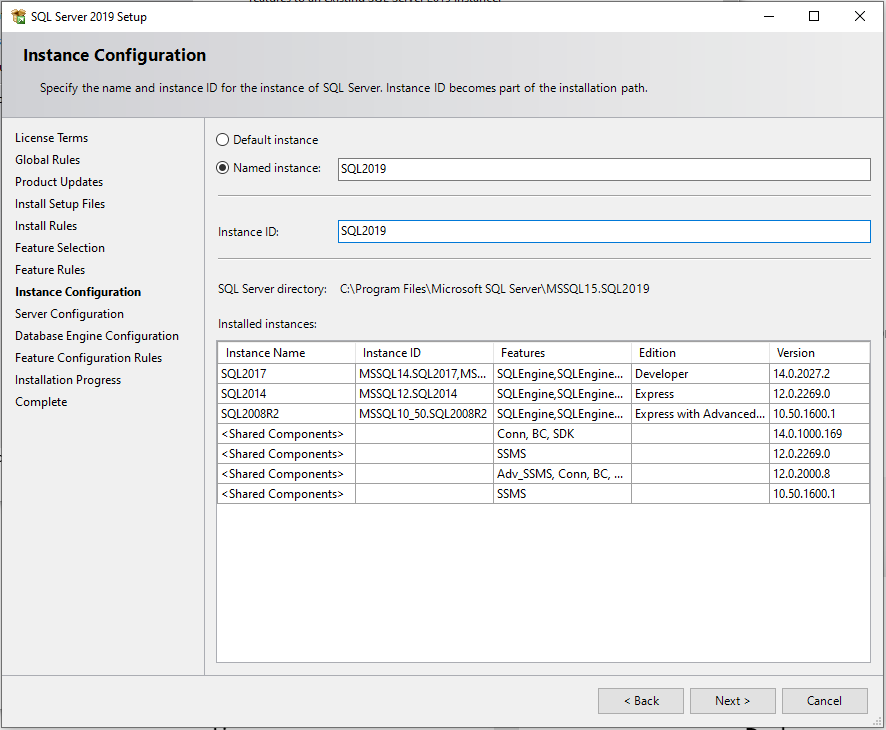 SQL Server 2019 Setup
Instance Configuration
Specify the name and instance ID for the instance of SQL Server. Instance ID becomes part of the installation path.
License Terms
Global Rules
Product Updates
Install Setup Files
Install Rules
Feature Selection
Feature Rules
Instance Configuration
Server Configuration
Database Engine Configuration
Feature Configuration Rules
Installation Progress
Complete
Default instance
Named instance: SQL2019
Instance ID: SQL2019
SQL Server directory: C:\Program Files\Microsoft SQL Server\MSSQL15.SQL2019
Installed instances:
Instance Name Instance ID Features Edition Version
SQL2017 MSSQL14.SQL2017,MS... SQLEngine,SQLEngine... Developer 14.0.2027.2
SQL2014 MSSQL12.SQL2014 SQLEngine,SQLEngine... Express 12.0.2269.0
SQL2008R2 MSSQL10_50.SQL2008R2 SQLEngine,SQLEngine... Express with Advanced... 10.50.1600.1
<Shared Components> Conn, BC, SDK 14.0.1000.169
<Shared Components> SSMS 12.0.2269.0
<Shared Components> Adv_SSMS, Conn, BC, ... 12.0.2000.8
<Shared Components> SSMS 10.50.1600.1
< Back Next > Cancel